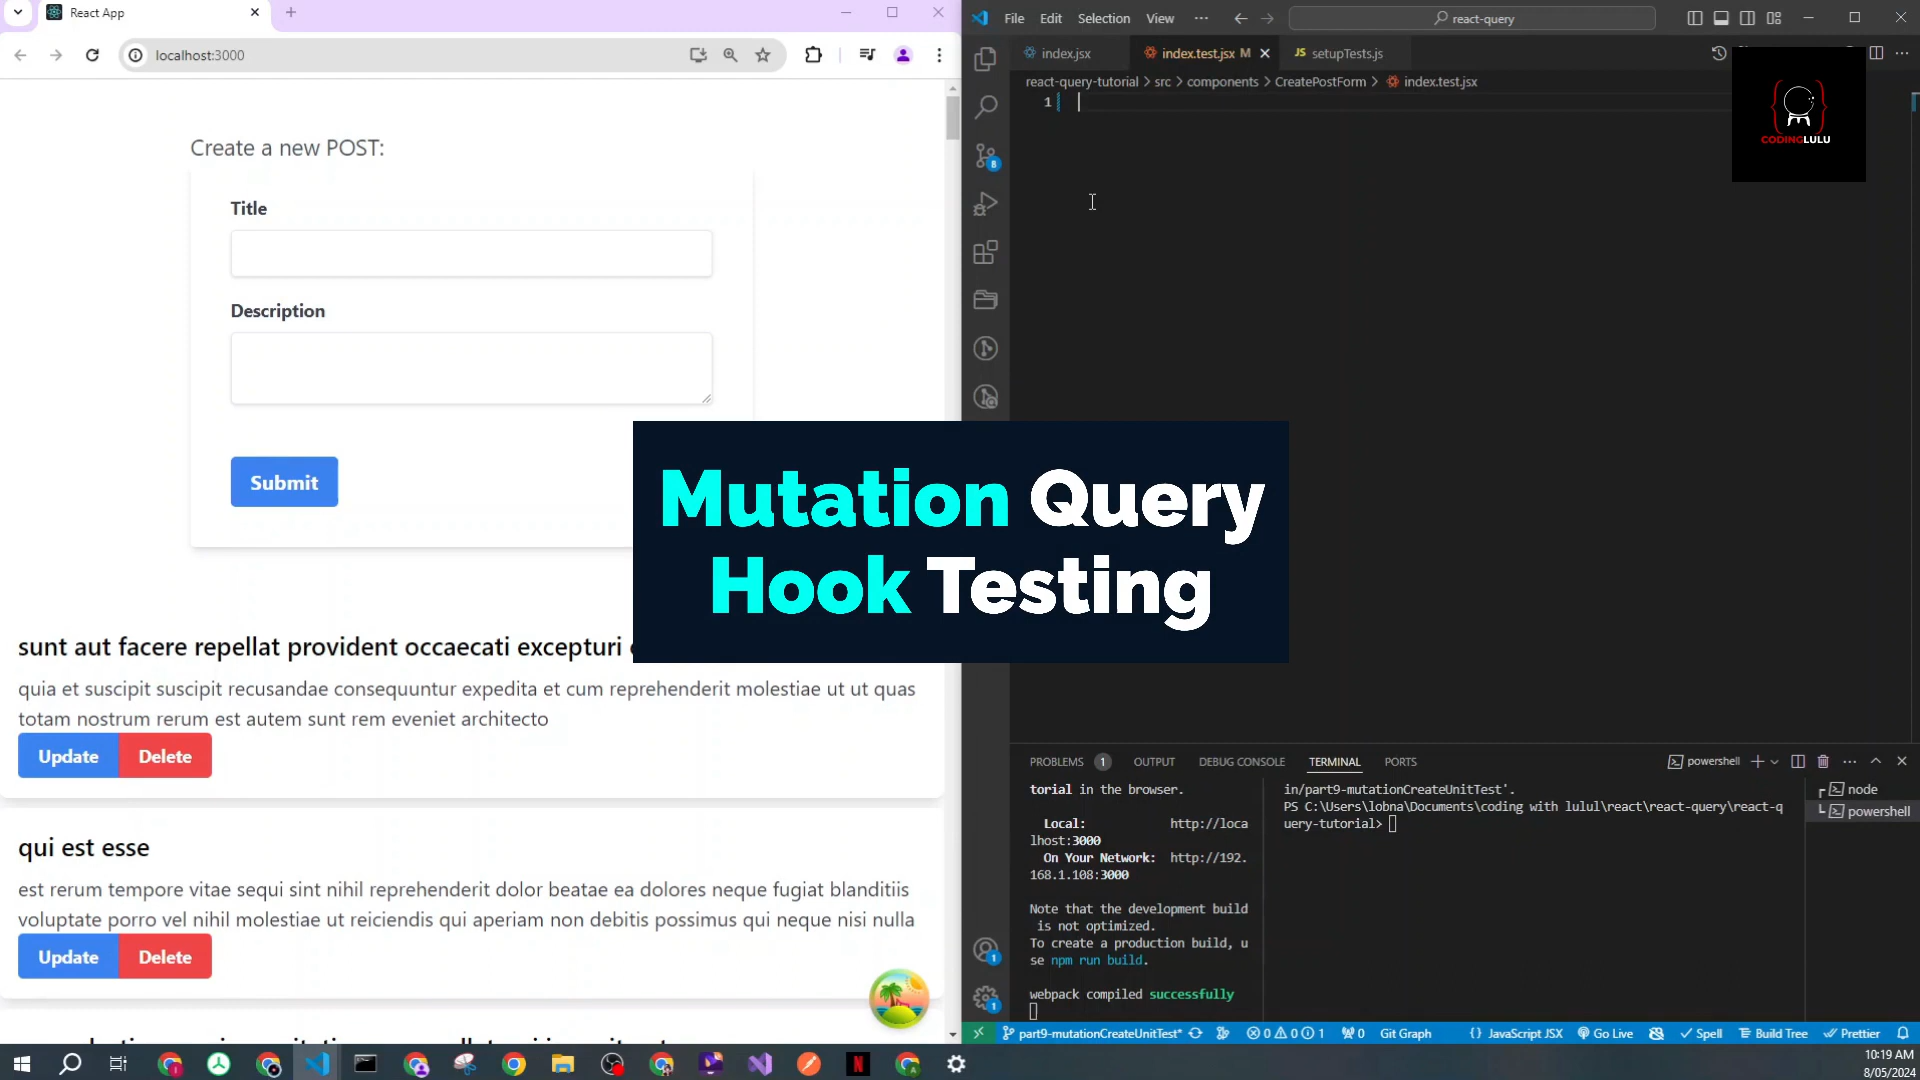 React App
localhost:3000
Create a new POST:
Title
Description
Submit
sunt aut facere repellat provident occaecati excepturi
quia et suscipit suscipit recusandae consequuntur expedita et cum reprehenderit molestiae ut ut quas
totam nostrum rerum est autem sunt rem eveniet architecto
Update Delete
qui est esse
est rerum tempore vitae sequi sint nihil reprehenderit dolor beatae ea dolores neque fugiat blanditiis
voluptate porro vel nihil molestiae ut reiciendis qui aperiam non debitis possimus qui neque nisi nulla
Update Delete
Mutation Query
Hook Testing
File Edit Selection View ··· react-query
index.jsx index.test.jsx M setupTests.js
react-query-tutorial > src > components > CreatePostForm > index.test.jsx
1
CODINGLULU
8
PROBLEMS 1 OUTPUT DEBUG CONSOLE TERMINAL PORTS powershell
torial in the browser.
Local: http://loca
lhost:3000
On Your Network: http://192.
168.1.108:3000
Note that the development build
is not optimized.
To create a production build, u
se npm run build.
webpack compiled successfully
in/part9-mutationCreateUnitTest'.
PS C:\Users\lobna\Documents\coding with lulul\react\react-query\react-q
uery-tutorial>
node
powershell
1
1
part9-mutationCreateUnitTest* 0 0 1 0 Git Graph {} JavaScript JSX Go Live Spell Build Tree Prettier
10:19 AM
8/05/2024